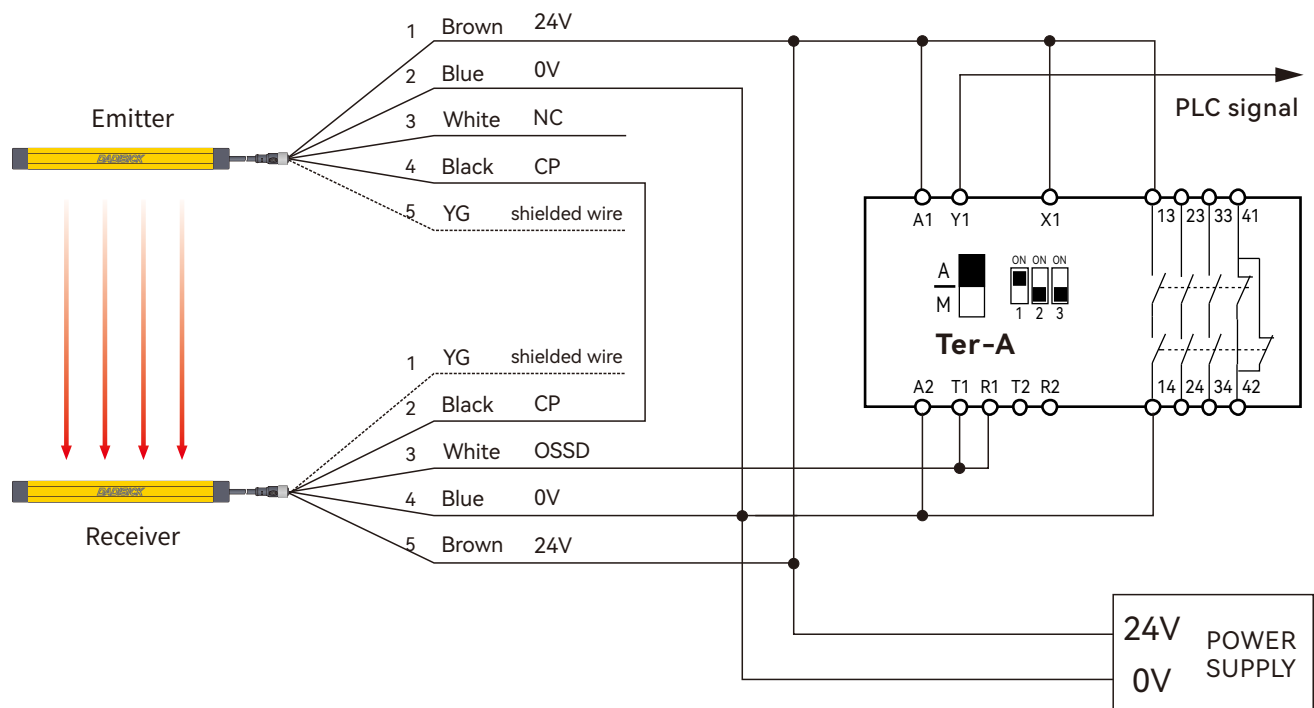 1 Brown 24V
2 Blue 0V
3 White NC
4 Black CP
5 YG shielded wire
Emitter
DADISICK
PLC signal
A1 Y1 X1 13 23 33 41
A
M
ON ON ON
1 2 3
Ter-A
A2 T1 R1 T2 R2 14 24 34 42
1 YG shielded wire
2 Black CP
3 White OSSD
4 Blue 0V
5 Brown 24V
DADISICK
Receiver
24V
0V
POWER
SUPPLY